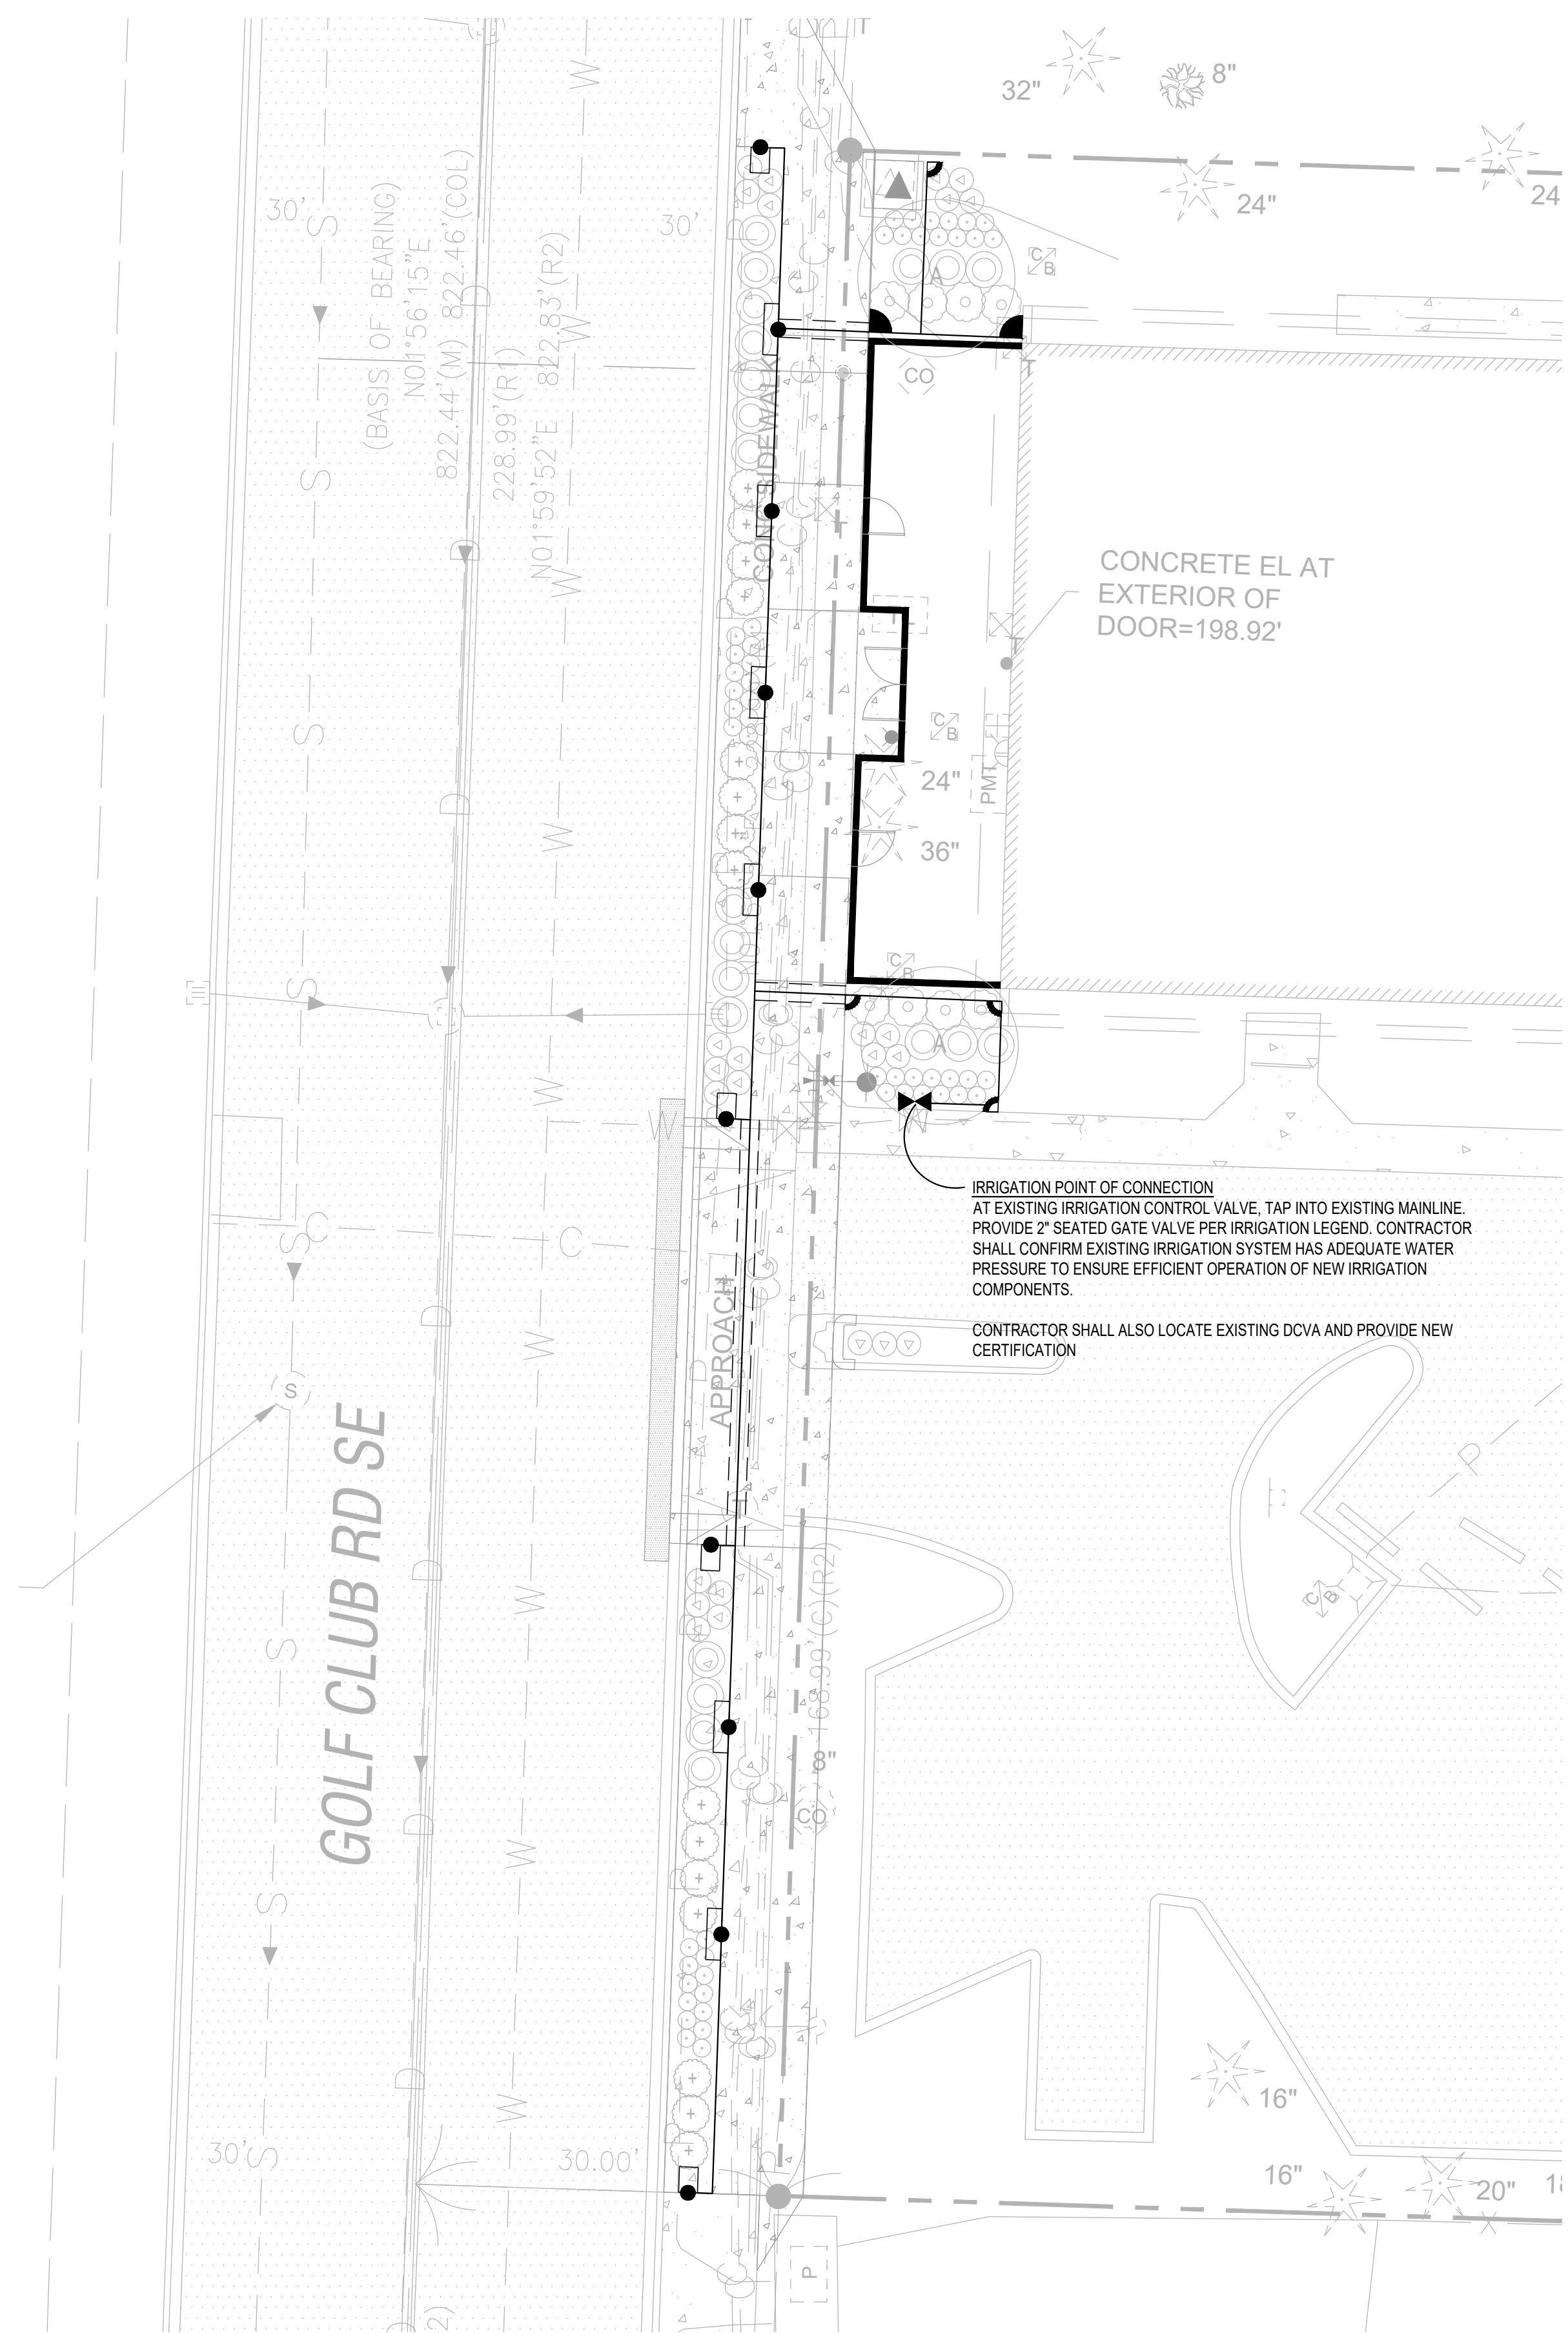 32"
8"
24"
24
30'
30'
(BASIS OF BEARING)
N01°56'15"E
822.44'(M) 822.46'(COL)
228.99'(R1)
N01°59'52"E 822.83'(R2)
A
C
B
CO
T
CONC SIDEWALK
T
CONCRETE EL AT
EXTERIOR OF
DOOR=198.92'
T
C
B
24"
PMT
36"
C
B
A
IRRIGATION POINT OF CONNECTION
AT EXISTING IRRIGATION CONTROL VALVE, TAP INTO EXISTING MAINLINE.
PROVIDE 2" SEATED GATE VALVE PER IRRIGATION LEGEND. CONTRACTOR
SHALL CONFIRM EXISTING IRRIGATION SYSTEM HAS ADEQUATE WATER
PRESSURE TO ENSURE EFFICIENT OPERATION OF NEW IRRIGATION
COMPONENTS.
CONTRACTOR SHALL ALSO LOCATE EXISTING DCVA AND PROVIDE NEW
CERTIFICATION
APPROACH
S
GOLF CLUB RD SE
P
C
B
168.99'(C)(R2)
8"
CO
16"
30'
30.00'
16"
20"
P